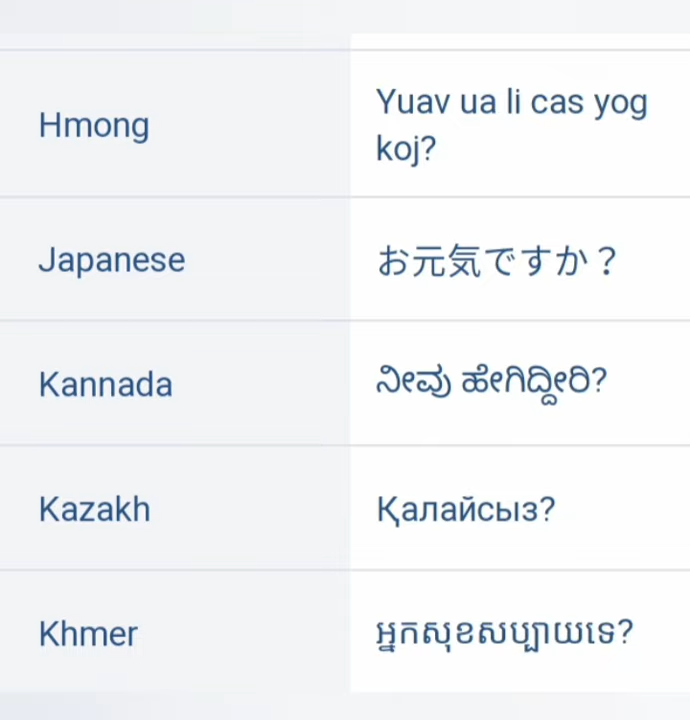 Hmong
Yuav ua li cas yog
koj?
Japanese
お元気ですか？
Kannada
ನೀವು ಹೇಗಿದ್ದೀರಿ?
Kazakh
Қалайсыз?
Khmer
អ្នកសុខសប្បាយទេ?